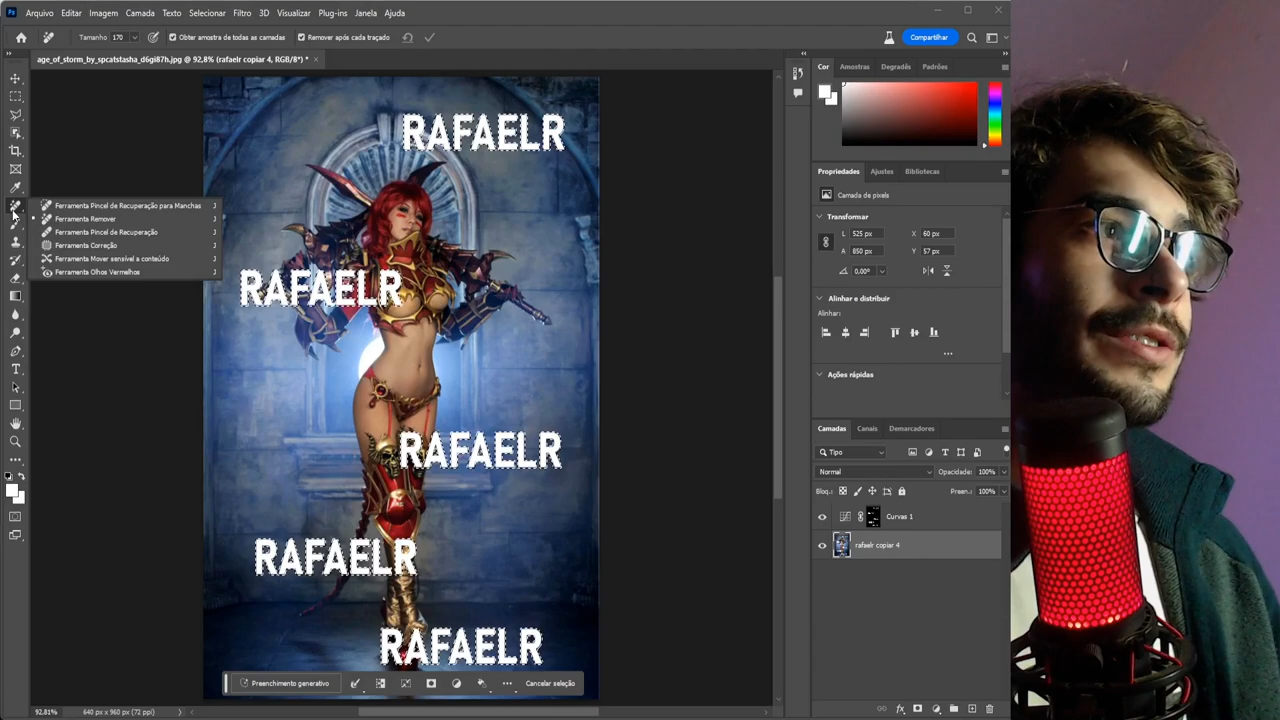 Ps Arquivo Editar Imagem Camada Texto Selecionar Filtro 3D Visualizar Plug-ins Janela Ajuda
Tamanho 170 Obter amostra de todas as camadas Remover após cada traçado Compartilhar
age_of_storm_by_spcatstasha_d6gi87h.jpg @ 92,8% (rafaelr copiar 4, RGB/8*) * ×
Cor Amostras Degradês Padrões
RAFAELR
Propriedades Ajustes Bibliotecas
Camada de pixels
Ferramenta Pincel de Recuperação para Manchas J
Ferramenta Remover J
Ferramenta Pincel de Recuperação J
Ferramenta Correção J
Ferramenta Mover sensível a conteúdo J
Ferramenta Olhos Vermelhos J
Transformar
L 525 px X 60 px
A 850 px Y 57 px
0,00°
RAFAELR
Alinhar e distribuir
Alinhar:
Ações rápidas
Camadas Canais Demarcadores
RAFAELR
Tipo
Normal Opacidade: 100%
Bloq.: Preen.: 100%
Curvas 1
rafaelr copiar 4
RAFAELR
RAFAELR
Preenchimento generativo Cancelar seleção
92,81% 640 px x 960 px (72 ppi)
fx